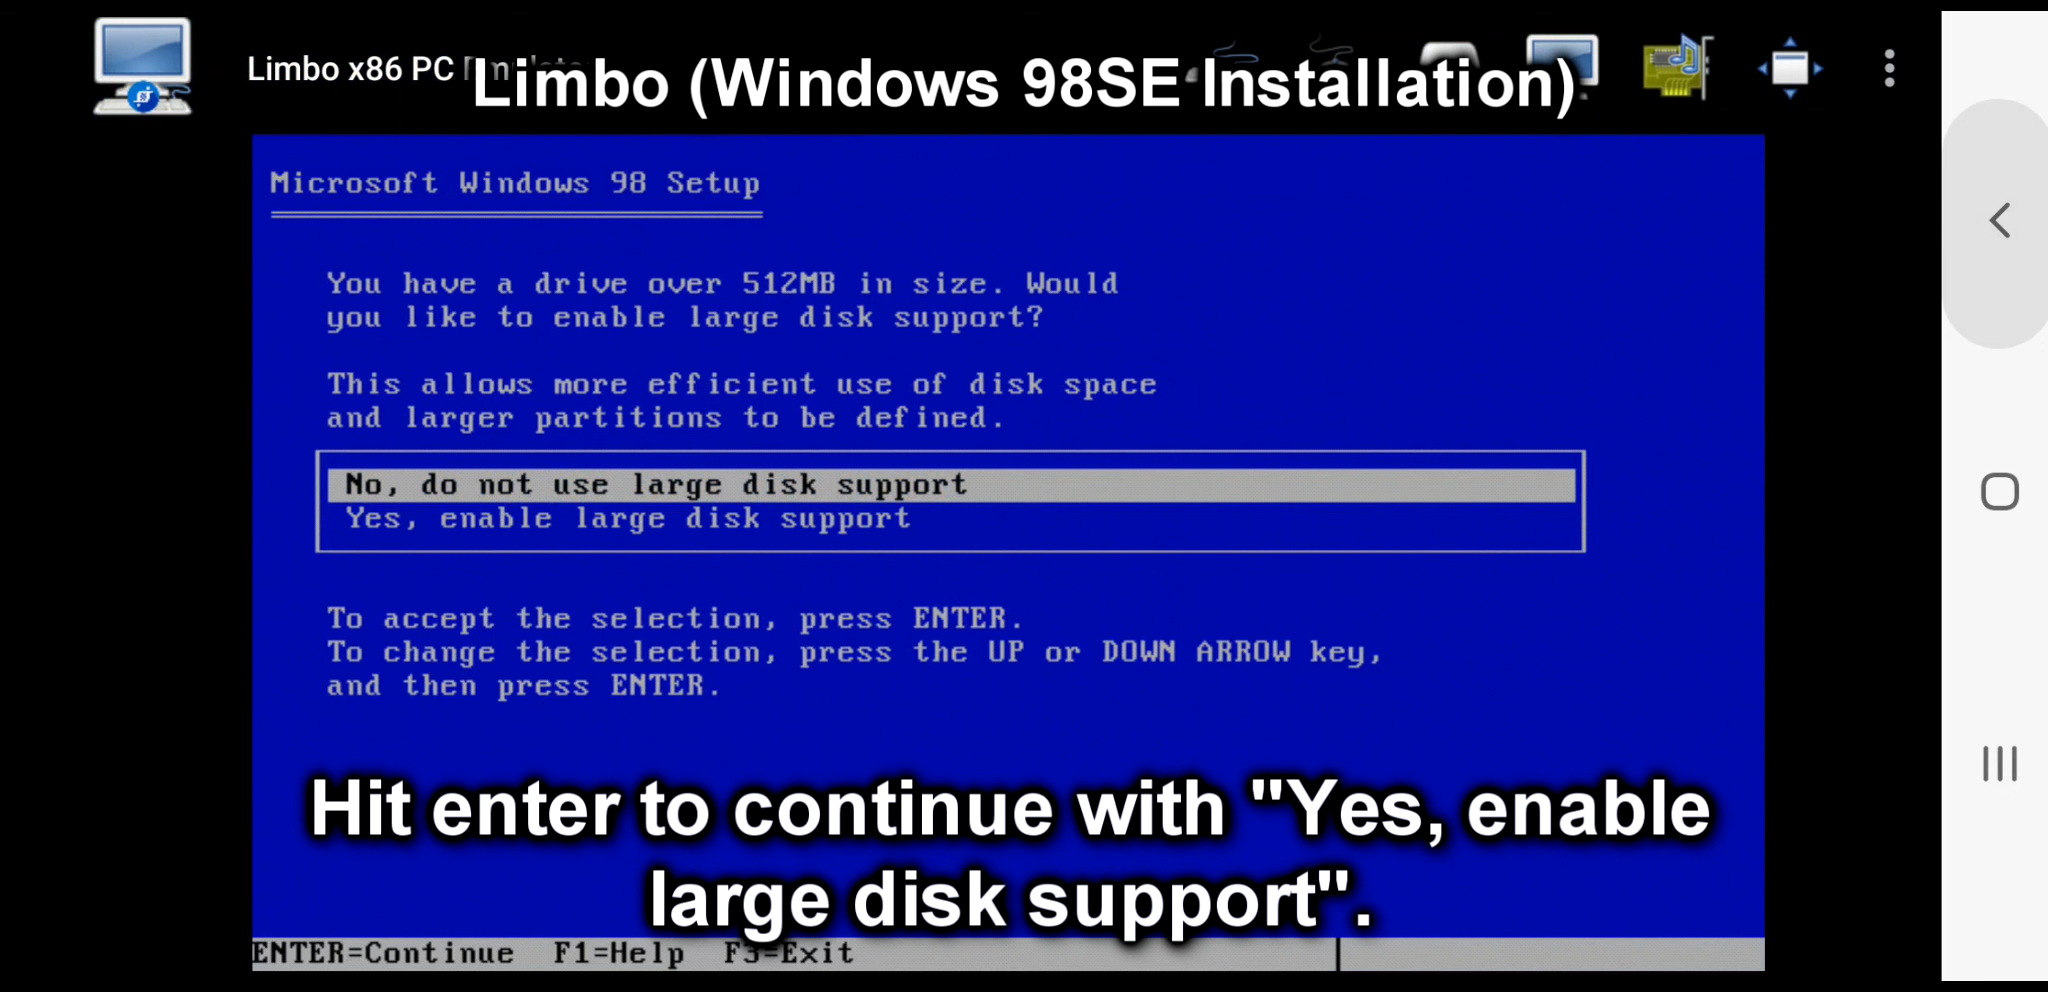 Limbo x86 PC
Limbo (Windows 98SE Installation)
Microsoft Windows 98 Setup
You have a drive over 512MB in size. Would
you like to enable large disk support?
This allows more efficient use of disk space
and larger partitions to be defined.
No, do not use large disk support
Yes, enable large disk support
To accept the selection, press ENTER.
To change the selection, press the UP or DOWN ARROW key,
and then press ENTER.
Hit enter to continue with "Yes, enable
large disk support".
ENTER=Continue F1=Help F3=Exit